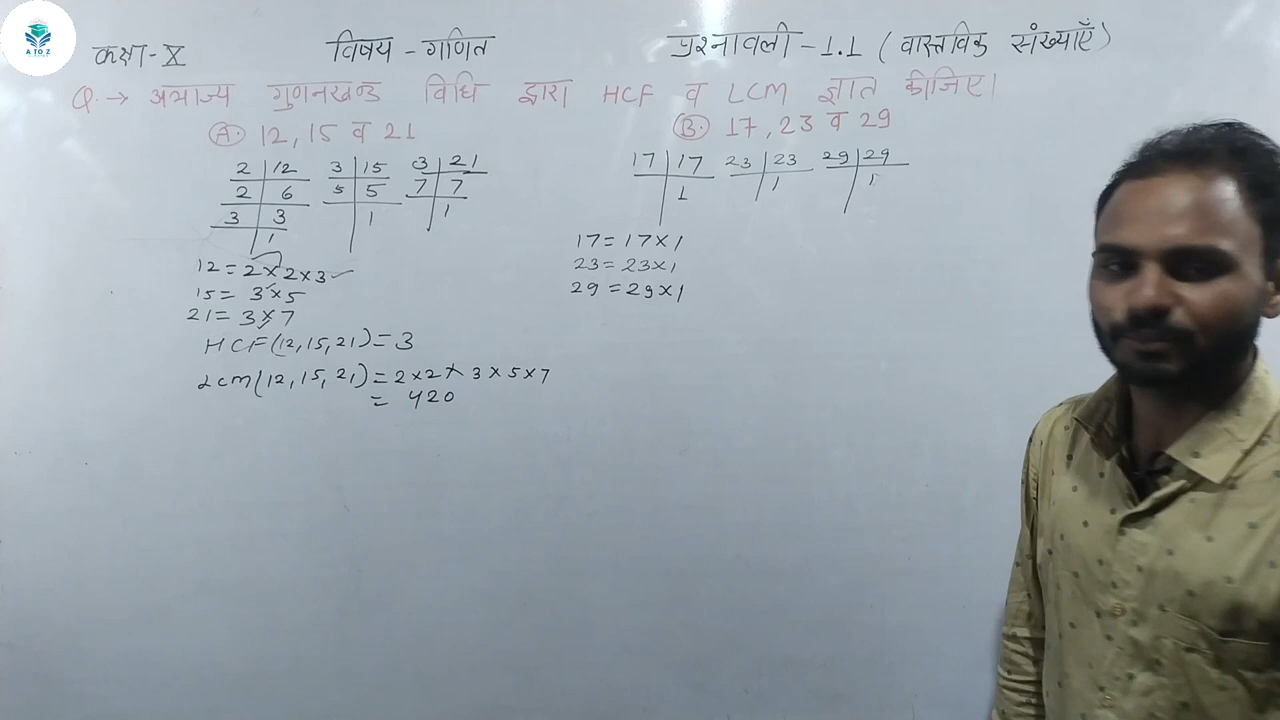 A TO Z
कक्षा-X विषय - गणित प्रश्नावली - 1.1 (वास्तविक संख्याएँ)
Q. → अभाज्य गुणनखण्ड विधि द्वारा HCF व LCM ज्ञात कीजिए।
(A.) 12, 15 व 21 (B.) 17, 23 व 29
2 | 12 3 | 15 3 | 21 17 | 17 23 | 23 29 | 29
2 | 6 5 | 5 7 | 7 | 1 | 1 | 1
3 | 3 | 1 | 1
| 1
12 = 2 × 2 × 3
15 = 3 × 5
21 = 3 × 7
HCF(12, 15, 21) = 3
LCM(12, 15, 21) = 2 × 2 × 3 × 5 × 7
= 420
17 = 17 × 1
23 = 23 × 1
29 = 29 × 1